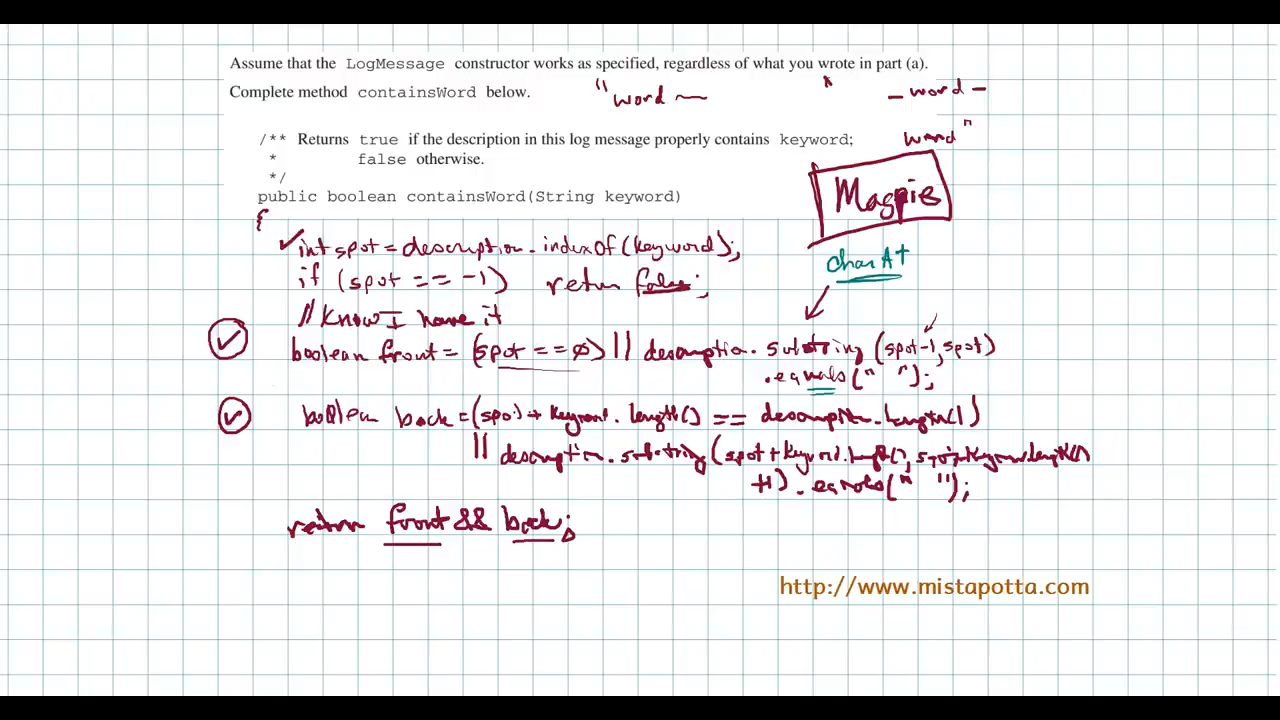 Assume that the LogMessage constructor works as specified, regardless of what you wrote in part (a).
Complete method containsWord below.
"word
- word -
word"
/** Returns true if the description in this log message properly contains keyword;
* false otherwise.
*/
public boolean containsWord(String keyword)
Magpie
{
int spot = description.indexOf(keyword);
charAt
if (spot == -1) return false;
// Know I have it
boolean front = (spot == 0) || description.substring (spot-1, spot)
.equals(" ");
boolean back = (spot + keyword.length() == description.length())
|| description.substring (spot + keyword.length(), spot+keyword.length()
+1).equals(" ");
return front && back;
http://www.mistapotta.com